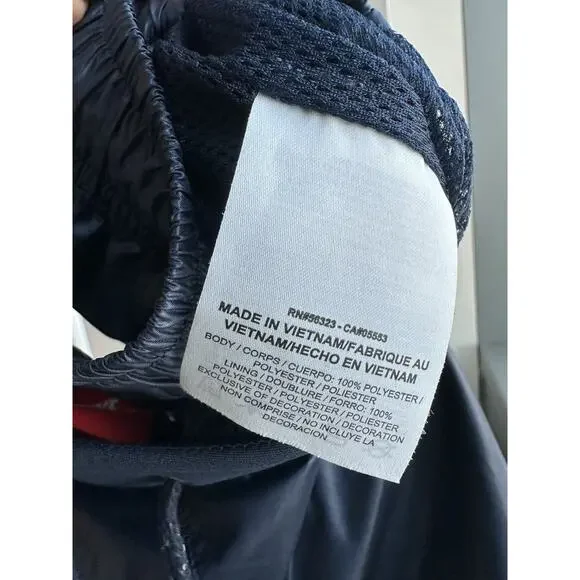 RN#56323 - CA#05553
MADE IN VIETNAM/FABRIQUE AU
VIETNAM/HECHO EN VIETNAM
BODY / CORPS / CUERPO: 100% POLYESTER /
POLYESTER / POLIESTER
LINING / DOUBLURE / FORRO: 100%
POLYESTER / POLYESTER / POLIESTER
EXCLUSIVE OF DECORATION / DECORATION
NON COMPRISE / NO INCLUYE LA
DECORACION